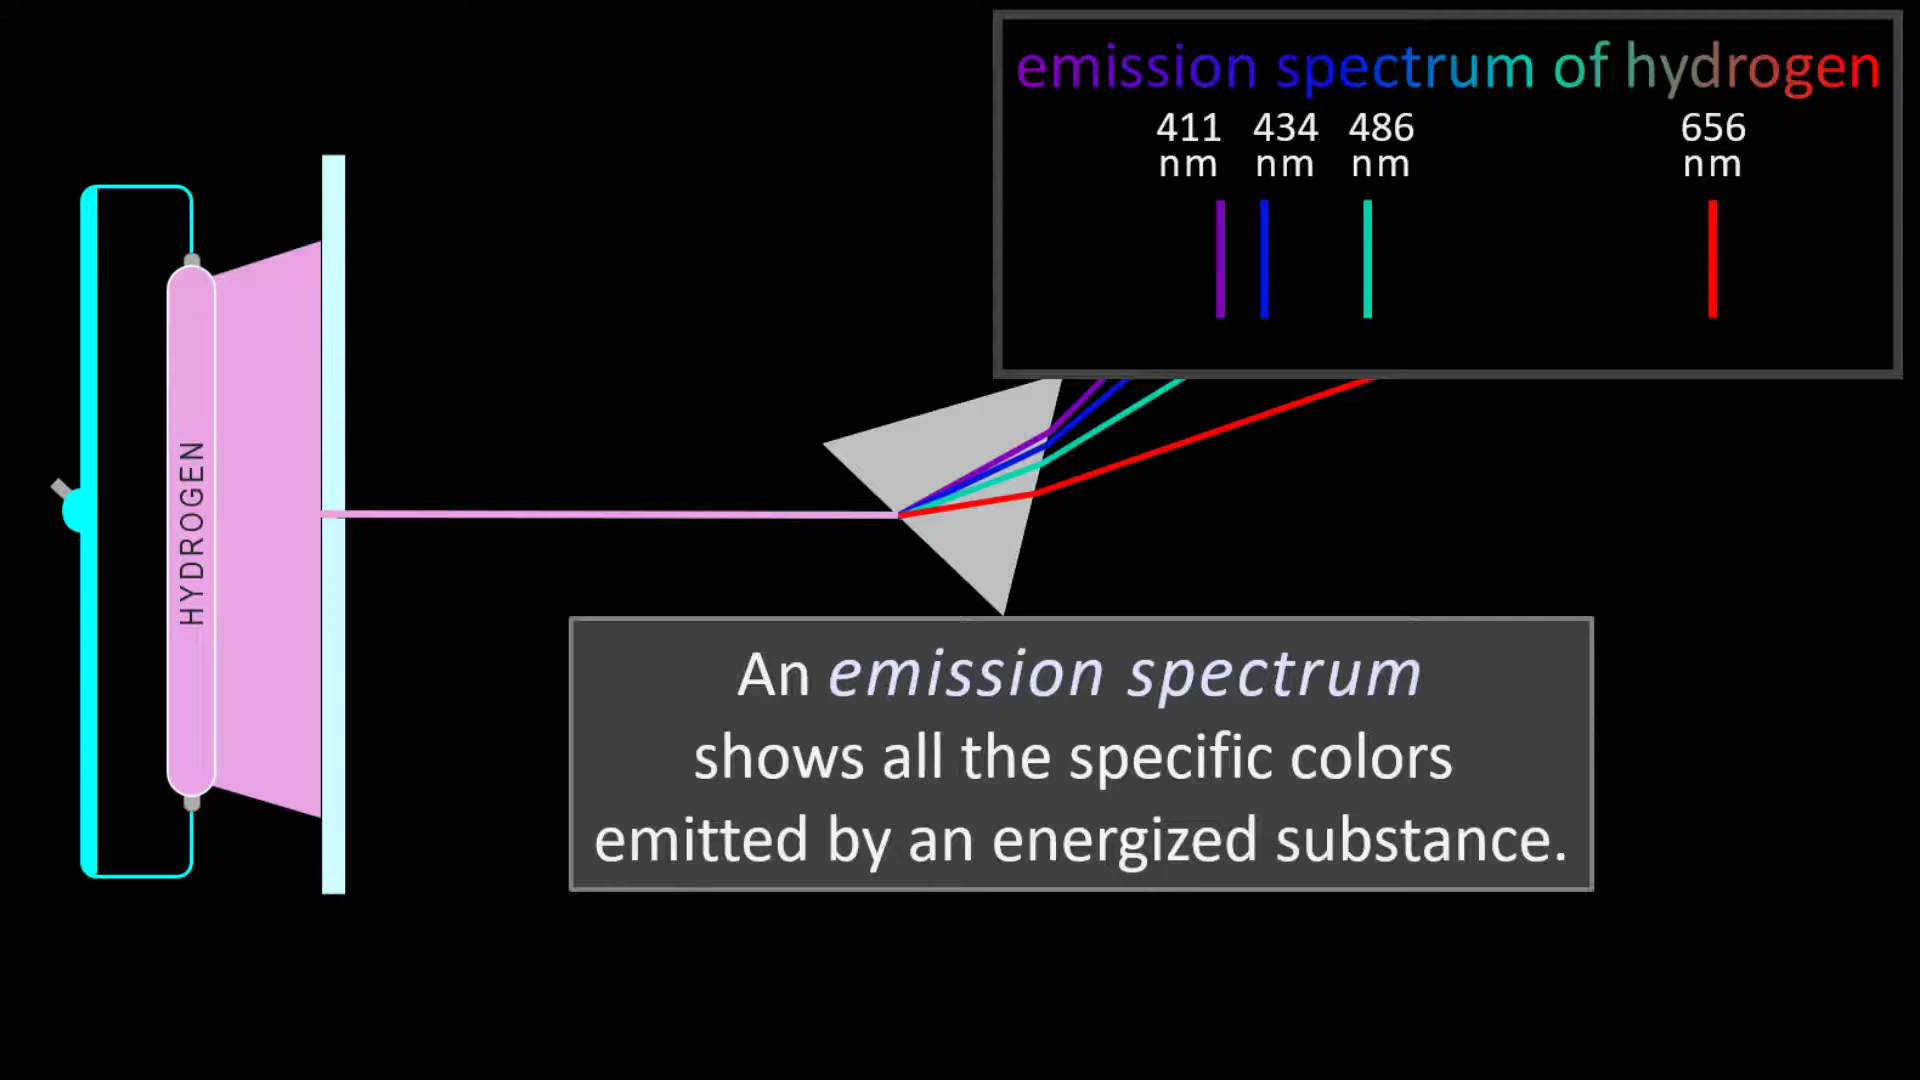 emission spectrum of hydrogen
411 nm
434 nm
486 nm
656 nm
HYDROGEN
An emission spectrum
shows all the specific colors
emitted by an energized substance.